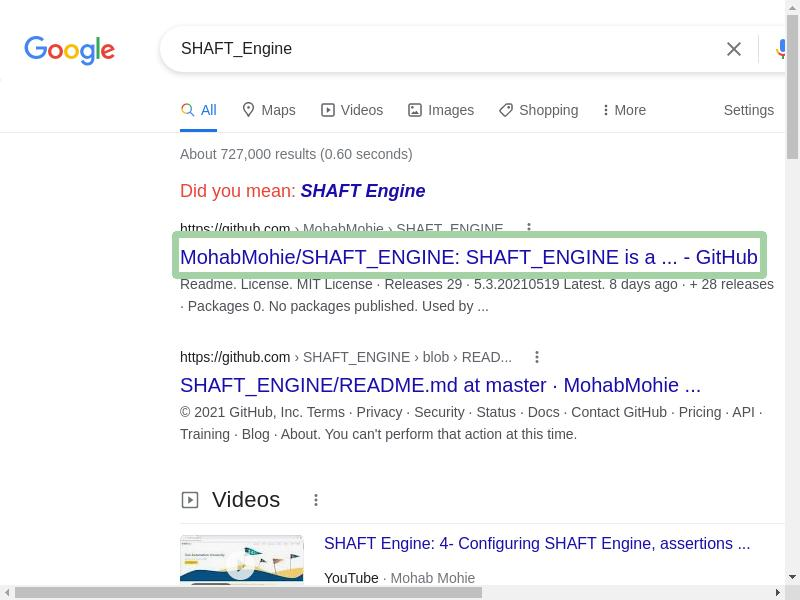 Google
SHAFT_Engine
All Maps Videos Images Shopping More Settings
About 727,000 results (0.60 seconds)
Did you mean: SHAFT Engine
https://github.com › MohabMohie › SHAFT_ENGINE
MohabMohie/SHAFT_ENGINE: SHAFT_ENGINE is a ... - GitHub
Readme. License. MIT License · Releases 29 · 5.3.20210519 Latest. 8 days ago · + 28 releases
· Packages 0. No packages published. Used by ...
https://github.com › SHAFT_ENGINE › blob › READ...
SHAFT_ENGINE/README.md at master · MohabMohie ...
© 2021 GitHub, Inc. Terms · Privacy · Security · Status · Docs · Contact GitHub · Pricing · API ·
Training · Blog · About. You can't perform that action at this time.
Videos
SHAFT Engine: 4- Configuring SHAFT Engine, assertions ...
YouTube · Mohab Mohie